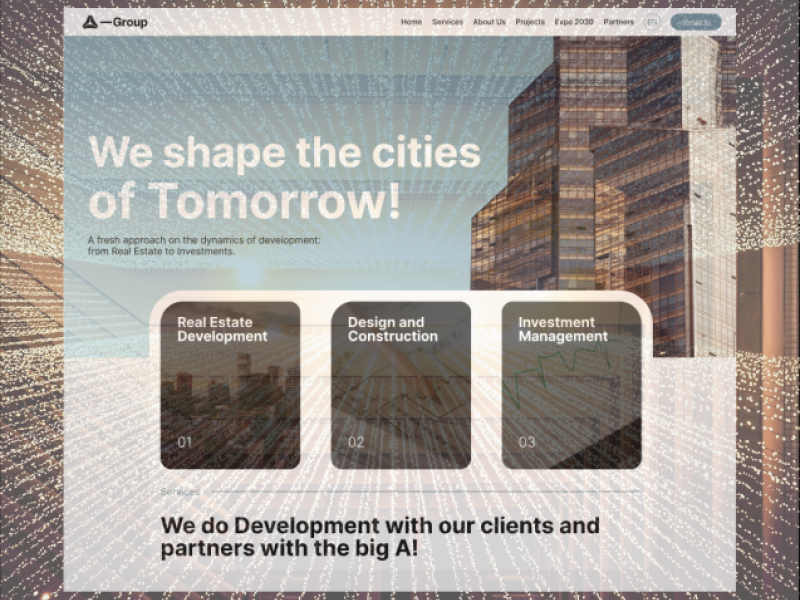 —Group
Home Services About Us Projects Expo 2030 Partners EN
We shape the cities
of Tomorrow!
A fresh approach on the dynamics of development:
from Real Estate to Investments.
Real Estate
Development
01
Design and
Construction
02
Investment
Management
03
Services
We do Development with our clients and
partners with the big A!